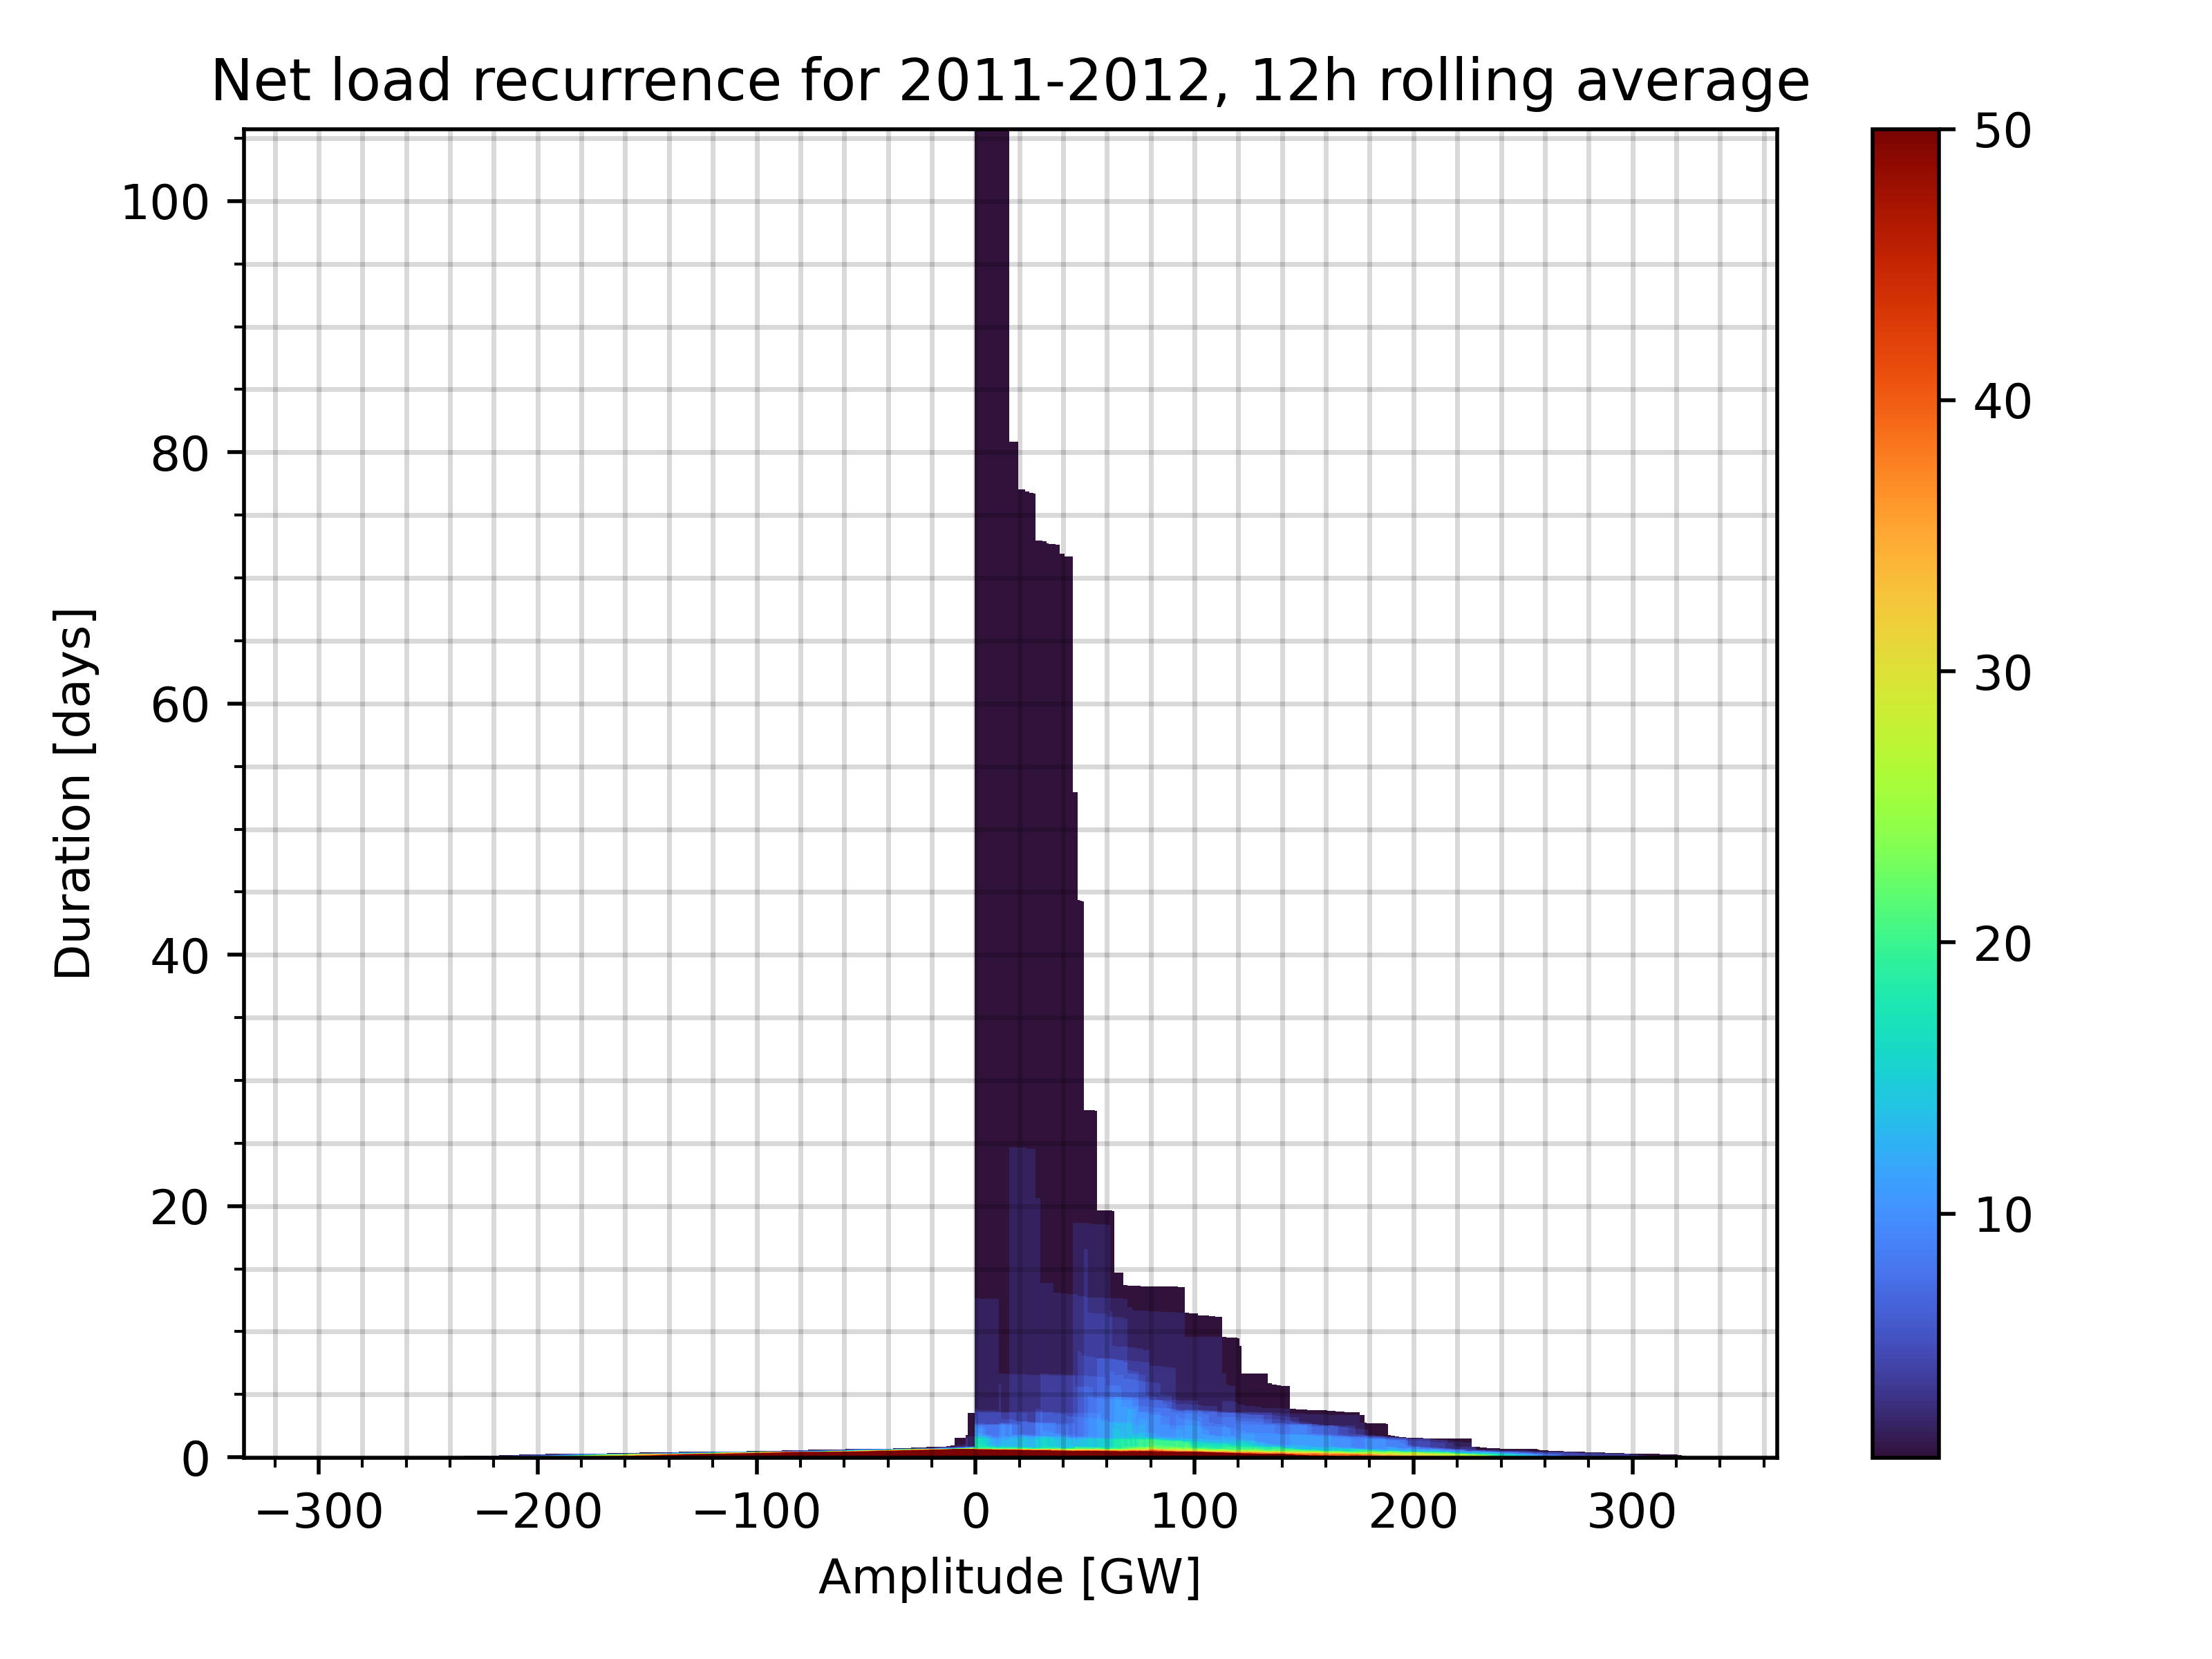 Net load recurrence for 2011-2012, 12h rolling average
Duration [days]
100
80
60
40
20
0
−300 −200 −100 0 100 200 300
Amplitude [GW]
50
40
30
20
10